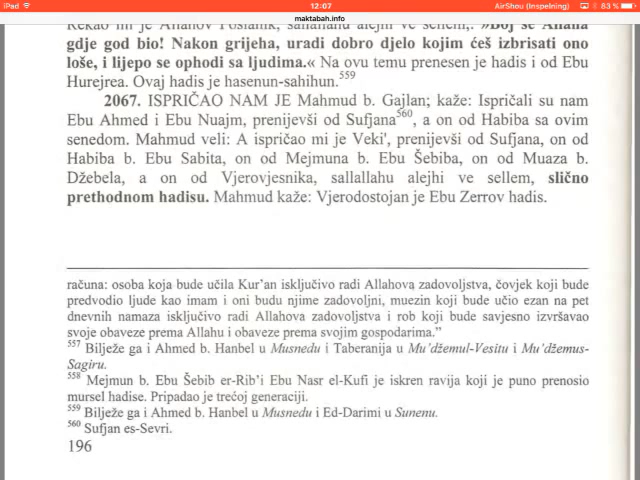 iPad
12:07
AirShou (Inspelning)
83 %
maktabah.info
Rekao mi je Allahov Poslanik, sallallahu alejhi ve sellem,: »Boj se Allaha
gdje god bio! Nakon grijeha, uradi dobro djelo kojim ćeš izbrisati ono
loše, i lijepo se ophodi sa ljudima.« Na ovu temu prenesen je hadis i od Ebu
Hurejrea. Ovaj hadis je hasenun-sahihun.559
2067. ISPRIČAO NAM JE Mahmud b. Gajlan; kaže: Ispričali su nam
Ebu Ahmed i Ebu Nuajm, prenijevši od Sufjana560, a on od Habiba sa ovim
senedom. Mahmud veli: A ispričao mi je Veki', prenijevši od Sufjana, on od
Habiba b. Ebu Sabita, on od Mejmuna b. Ebu Šebiba, on od Muaza b.
Džebela, a on od Vjerovjesnika, sallallahu alejhi ve sellem, slično
prethodnom hadisu. Mahmud kaže: Vjerodostojan je Ebu Zerrov hadis.
računa: osoba koja bude učila Kur'an isključivo radi Allahova zadovoljstva, čovjek koji bude
predvodio ljude kao imam i oni budu njime zadovoljni, muezin koji bude učio ezan na pet
dnevnih namaza isključivo radi Allahova zadovoljstva i rob koji bude savjesno izvršavao
svoje obaveze prema Allahu i obaveze prema svojim gospodarima.”
557 Bilježe ga i Ahmed b. Hanbel u Musnedu i Taberanija u Mu'džemul-Vesitu i Mu'džemus-
Sagiru.
558 Mejmun b. Ebu Šebib er-Rib'i Ebu Nasr el-Kufi je iskren ravija koji je puno prenosio
mursel hadise. Pripadao je trećoj generaciji.
559 Bilježe ga i Ahmed b. Hanbel u Musnedu i Ed-Darimi u Sunenu.
560 Sufjan es-Sevri.
196